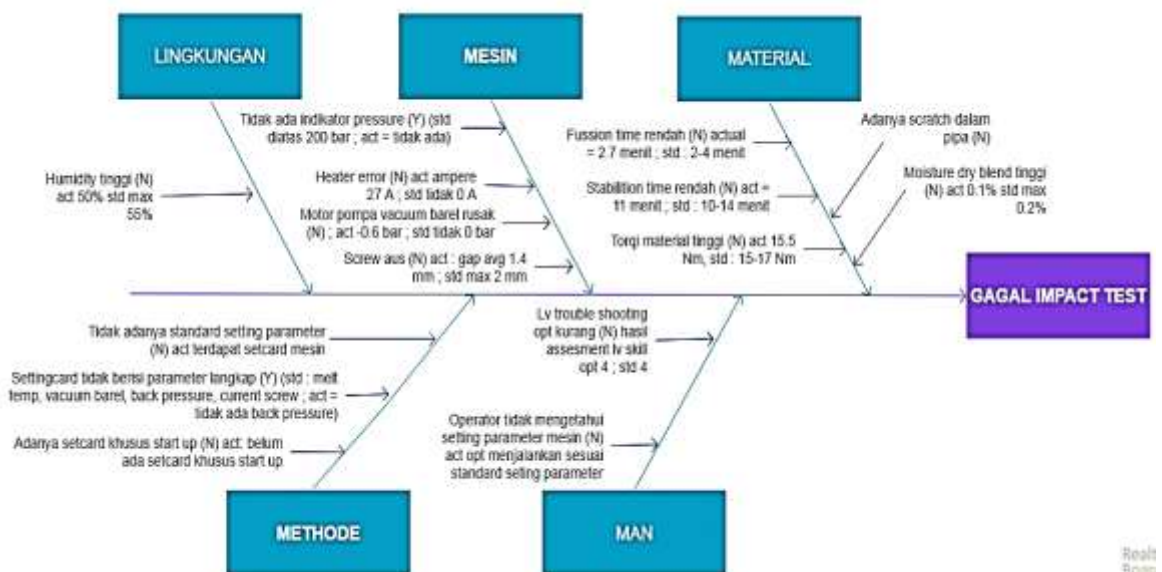 LINGKUNGAN
MESIN
MATERIAL
Tidak ada indikator pressure (Y) (std
diatas 200 bar ; act = tidak ada)
Heater error (N) act ampere
27 A ; std tidak 0 A
Motor pompa vacuum barel rusak
(N) ; act -0.6 bar ; std tidak 0 bar
Screw aus (N) act : gap avg 1.4
mm ; std max 2 mm
Humidity tinggi (N)
act 50% std max
55%
Fussion time rendah (N) actual
= 2.7 menit ; std : 2-4 menit
Stabilition time rendah (N) act =
11 menit ; std : 10-14 menit
Torqi material tinggi (N) act 15.5
Nm, std : 15-17 Nm
Adanya scratch dalam
pipa (N)
Moisture dry blend tinggi
(N) act 0.1% std max
0.2%
GAGAL IMPACT TEST
Tidak adanya standard setting parameter
(N) act terdapat setcard mesin
Settingcard tidak berisi parameter langkap (Y) (std : melt
temp, vacuum barel, back pressure, current screw ; act =
tidak ada back pressure)
Adanya setcard khusus start up (N) act: belum
ada setcard khusus start up
Lv trouble shooting
opt kurang (N) hasil
assesment lv skill
opt 4 ; std 4
Operator tidak mengetahui
setting parameter mesin (N)
act opt menjalankan sesuai
standard seting parameter
METHODE
MAN